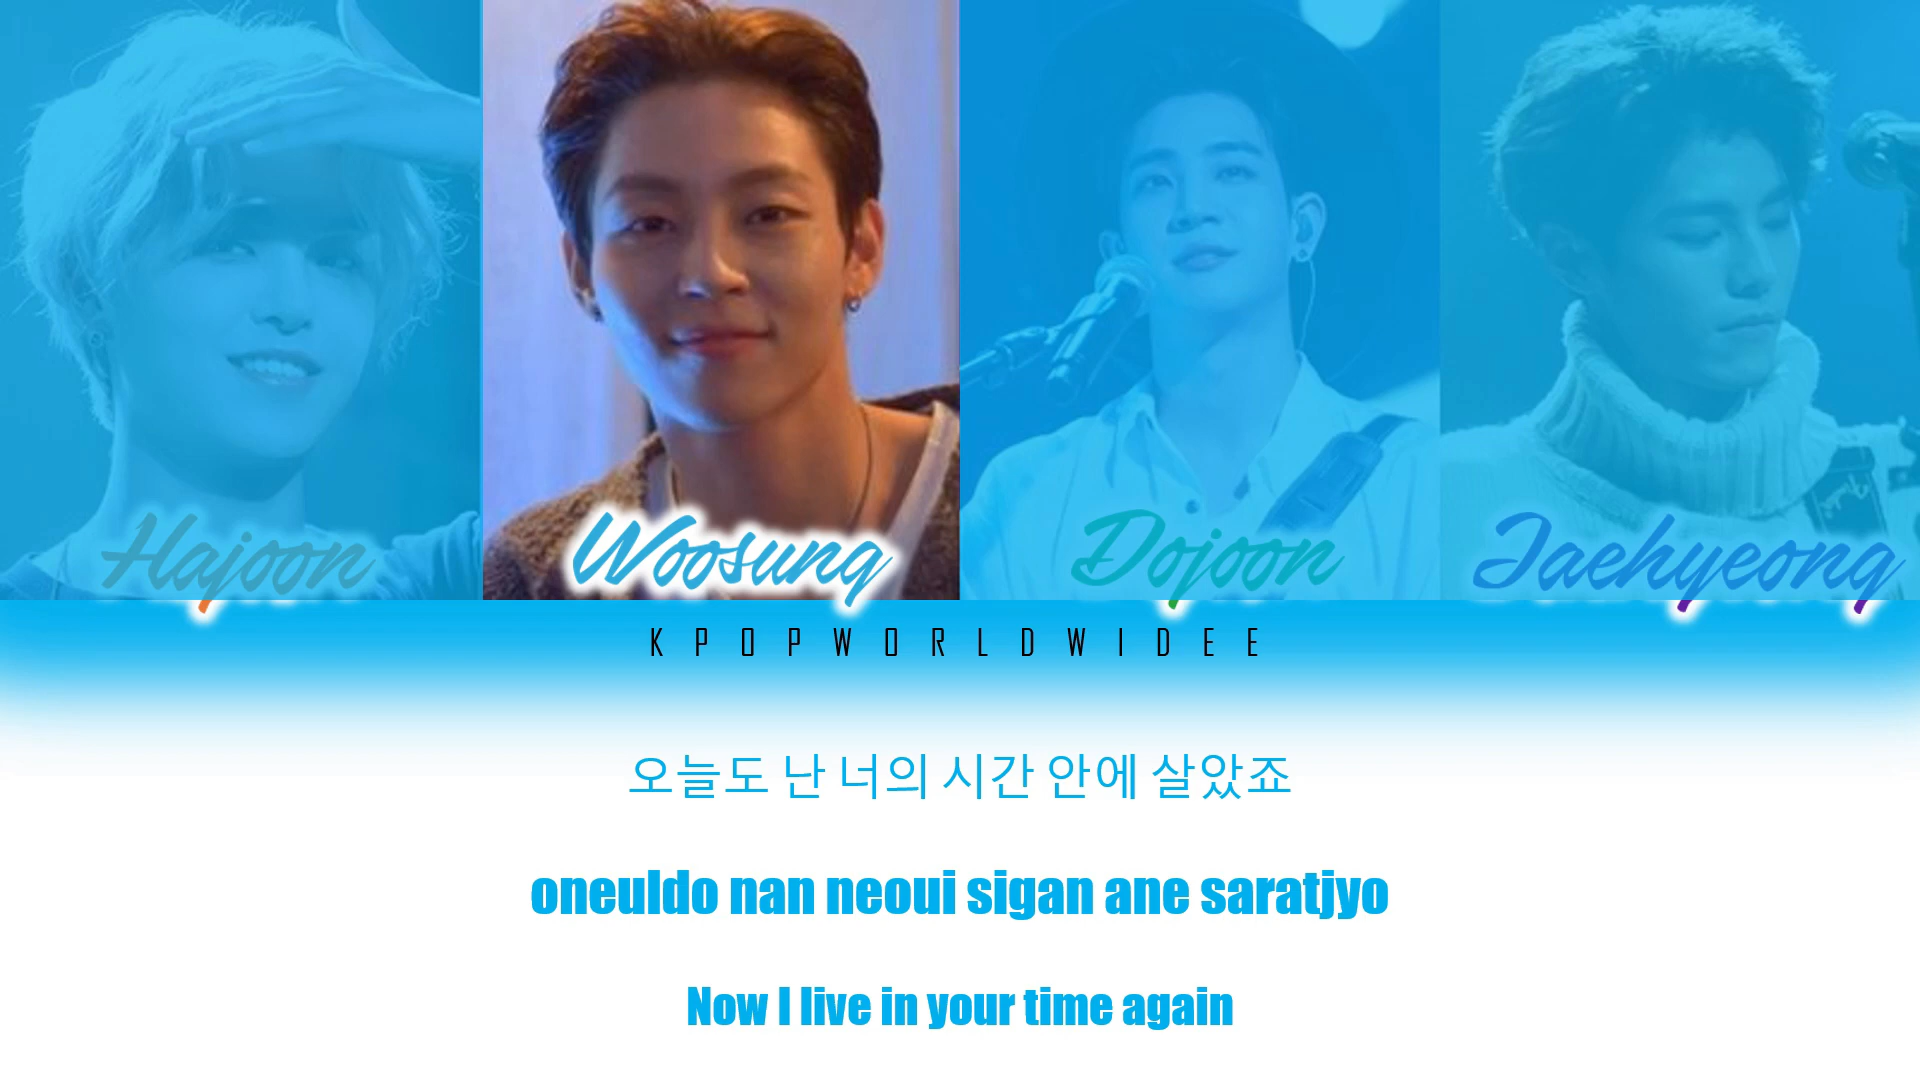 Hajoon Woosung Dojoon Jaehyeong
KPOPWORLDWIDEE
오늘도 난 너의 시간 안에 살았죠
oneuldo nan neoui sigan ane saratjyo
Now I live in your time again